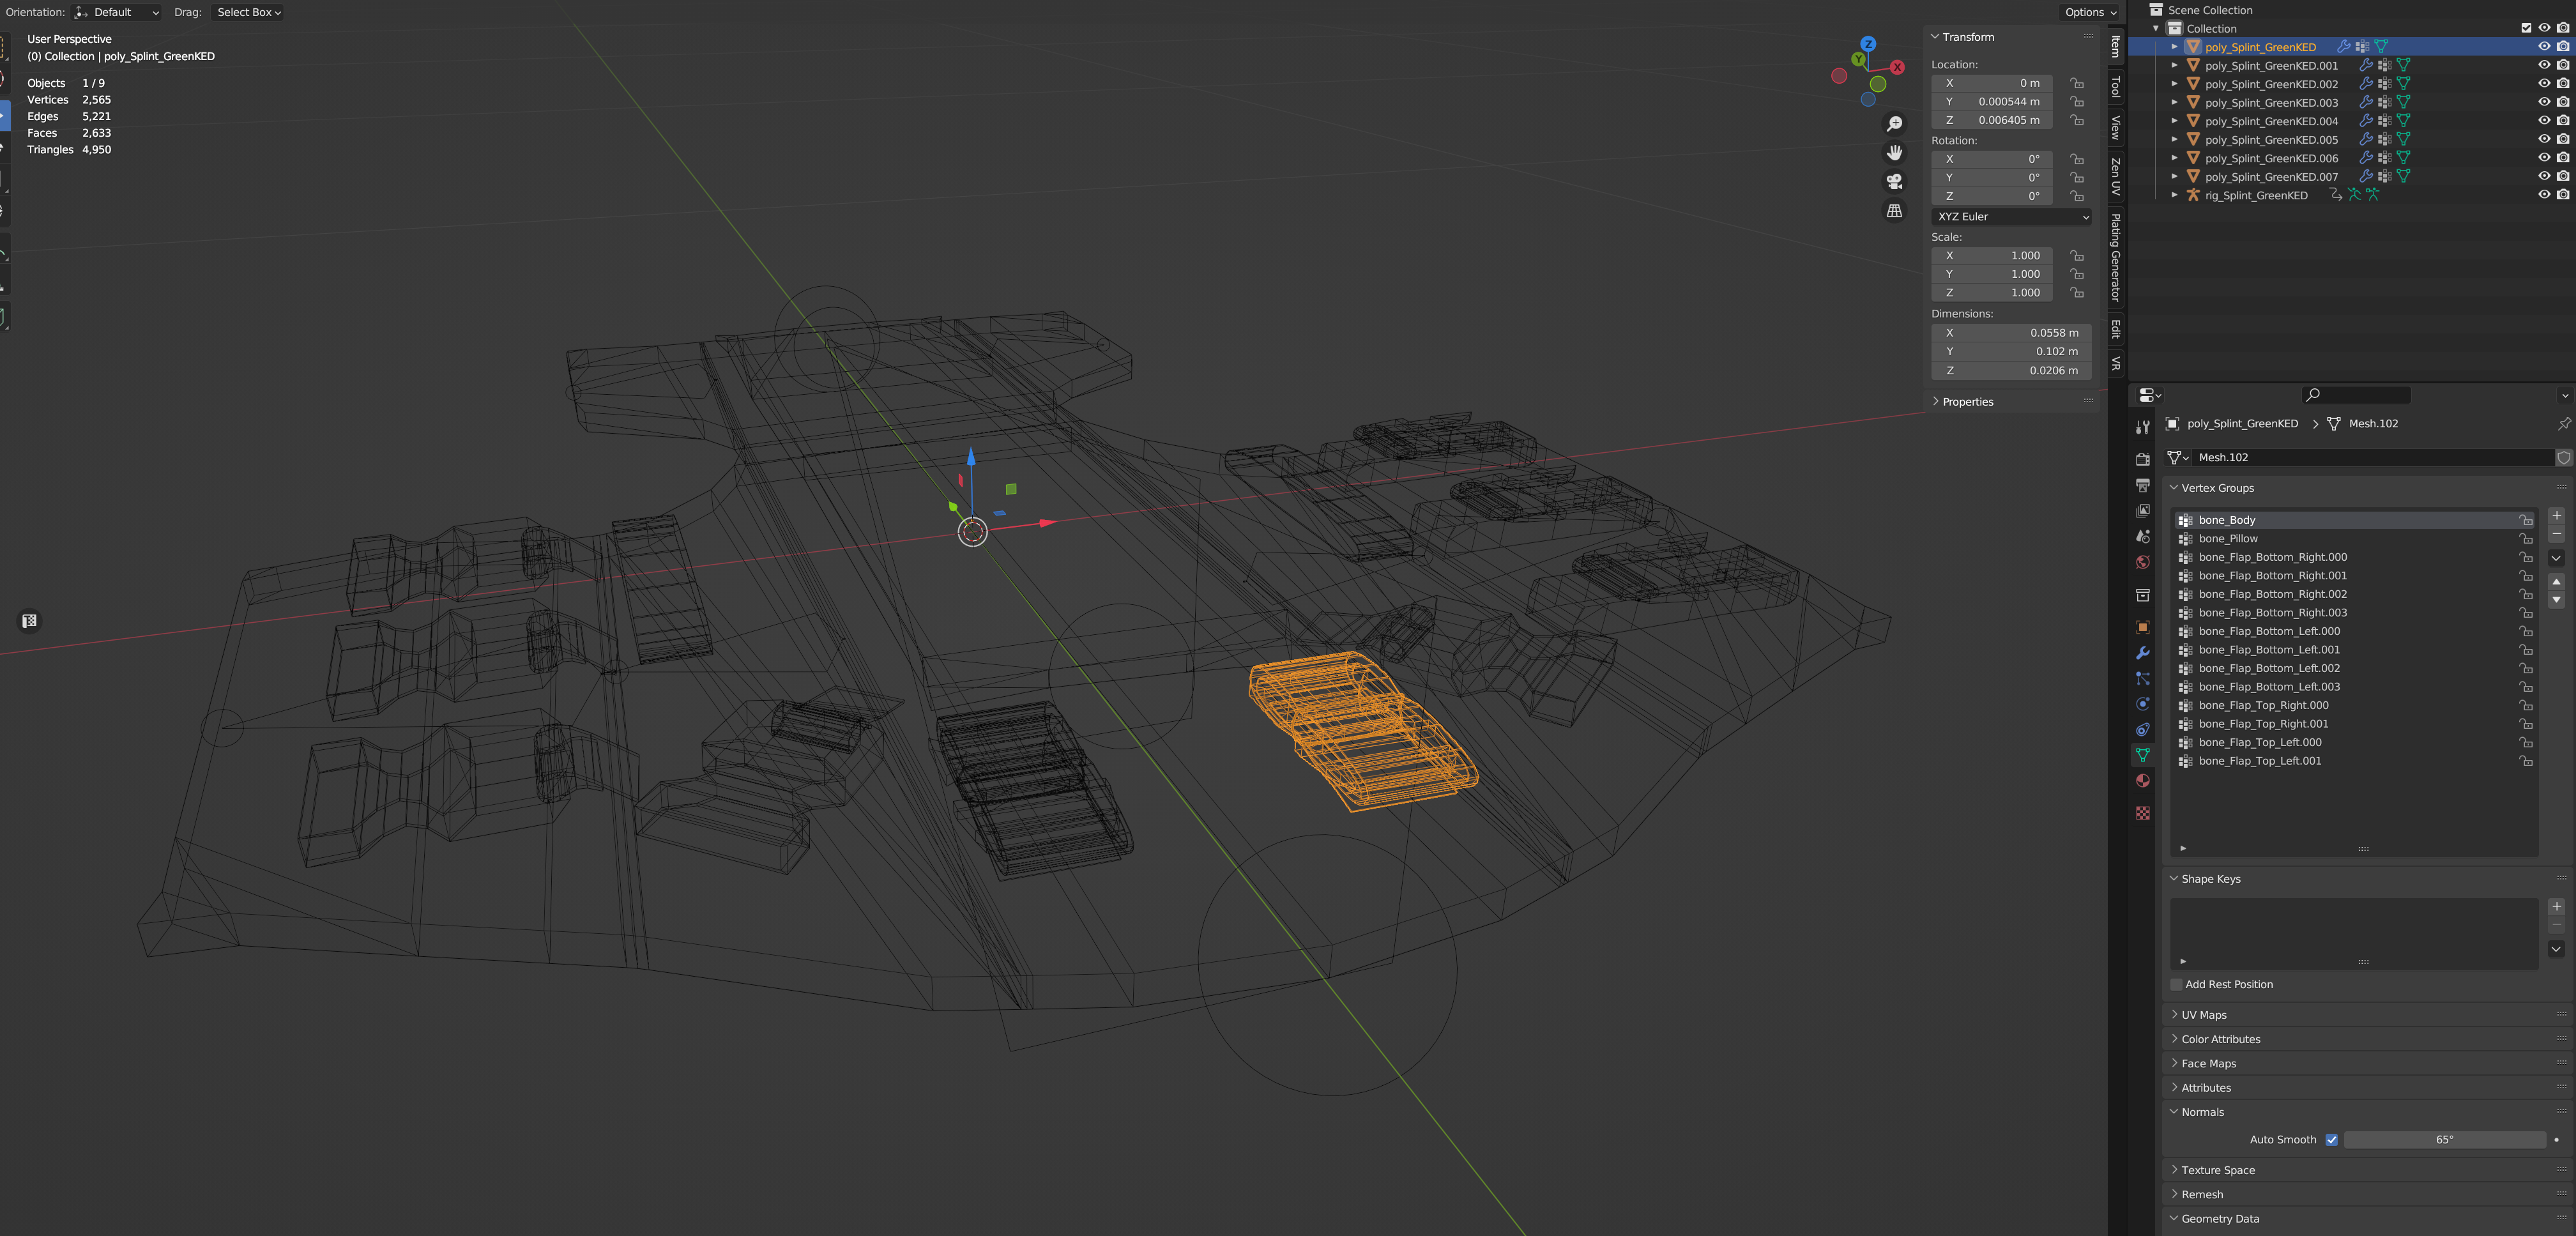 Orientation: Default Drag: Select Box
Options
User Perspective
(0) Collection | poly_Splint_GreenKED
Objects 1 / 9
Vertices 2,565
Edges 5,221
Faces 2,633
Triangles 4,950
Z
Y
X
Transform
Location:
X 0 m
Y 0.000544 m
Z 0.006405 m
Rotation:
X 0°
Y 0°
Z 0°
XYZ Euler
Scale:
X 1.000
Y 1.000
Z 1.000
Dimensions:
X 0.0558 m
Y 0.102 m
Z 0.0206 m
Properties
Item
Tool
View
Zen UV
Plating Generator
Edit
VR
Scene Collection
Collection
poly_Splint_GreenKED
poly_Splint_GreenKED.001
poly_Splint_GreenKED.002
poly_Splint_GreenKED.003
poly_Splint_GreenKED.004
poly_Splint_GreenKED.005
poly_Splint_GreenKED.006
poly_Splint_GreenKED.007
rig_Splint_GreenKED
poly_Splint_GreenKED > Mesh.102
Mesh.102
Vertex Groups
bone_Body
bone_Pillow
bone_Flap_Bottom_Right.000
bone_Flap_Bottom_Right.001
bone_Flap_Bottom_Right.002
bone_Flap_Bottom_Right.003
bone_Flap_Bottom_Left.000
bone_Flap_Bottom_Left.001
bone_Flap_Bottom_Left.002
bone_Flap_Bottom_Left.003
bone_Flap_Top_Right.000
bone_Flap_Top_Right.001
bone_Flap_Top_Left.000
bone_Flap_Top_Left.001
Shape Keys
Add Rest Position
UV Maps
Color Attributes
Face Maps
Attributes
Normals
Auto Smooth 65°
Texture Space
Remesh
Geometry Data